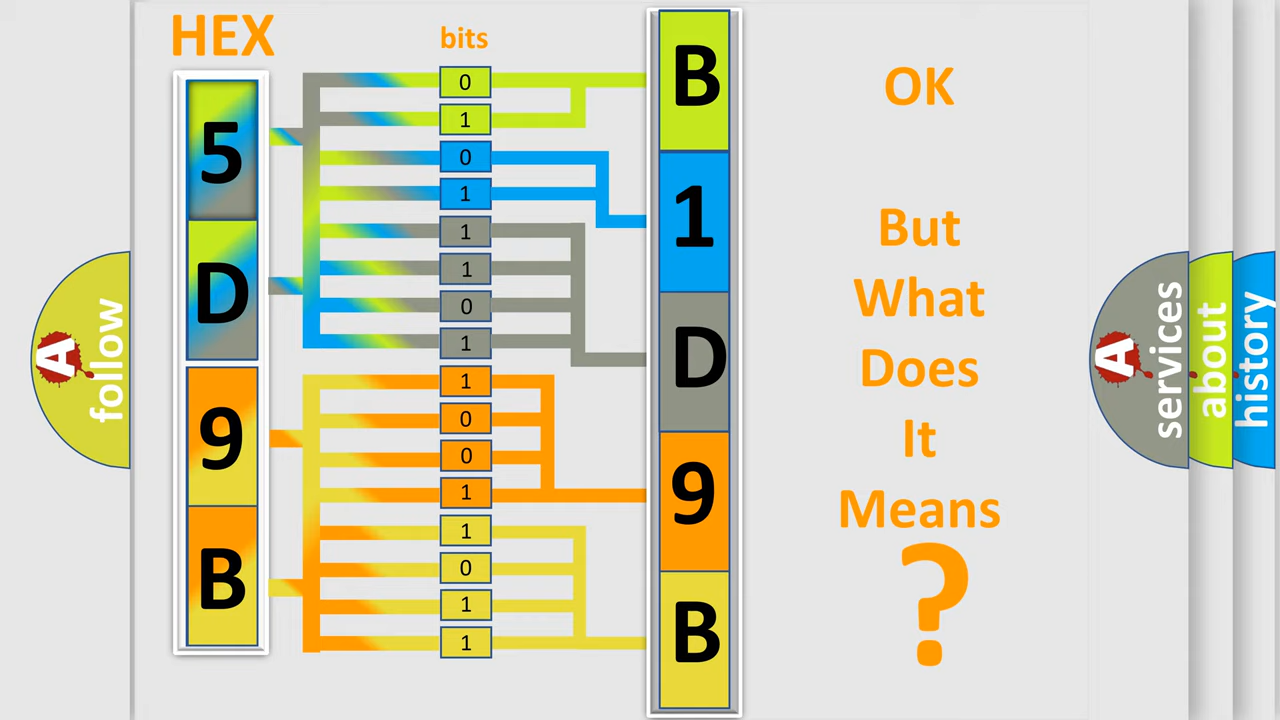 HEX
bits
5
D
9
B
0
1
0
1
1
1
0
1
1
0
0
1
1
0
1
1
B
1
D
9
B
OK
But
What
Does
It
Means
?
A
follow
A
services
about
history